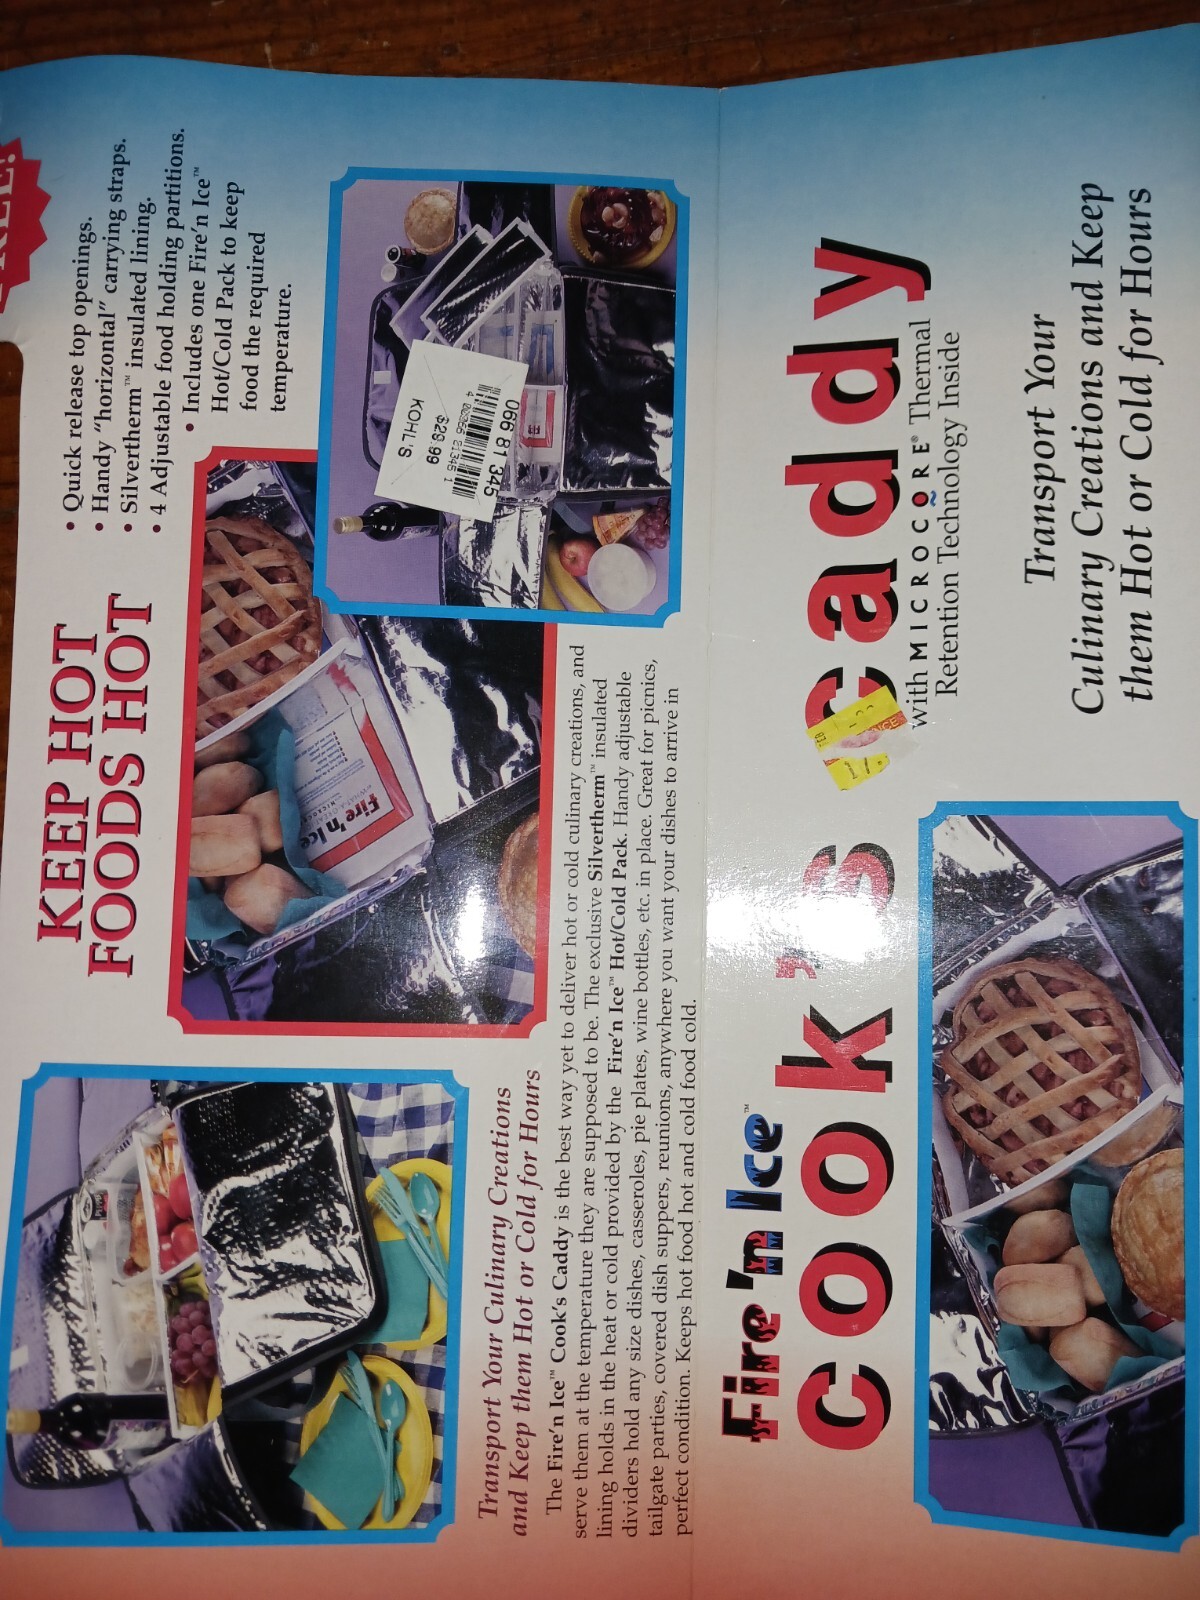 KEEP HOT
FOODS HOT
• Quick release top openings.
• Handy "horizontal" carrying straps.
• Silvertherm™ insulated lining.
• 4 Adjustable food holding partitions.
• Includes one Fire'n Ice™
Hot/Cold Pack to keep
food the required
temperature.
Fire'n Ice
066 81 345
4 00066 81345 1
$29.99
KOHL'S
Transport Your Culinary Creations
and Keep them Hot or Cold for Hours
The Fire'n Ice™ Cook's Caddy is the best way yet to deliver hot or cold culinary creations, and
serve them at the temperature they are supposed to be. The exclusive Silvertherm™ insulated
lining holds in the heat or cold provided by the Fire'n Ice™ Hot/Cold Pack. Handy adjustable
dividers hold any size dishes, casseroles, pie plates, wine bottles, etc. in place. Great for picnics,
tailgate parties, covered dish suppers, reunions, anywhere you want your dishes to arrive in
perfect condition. Keeps hot food hot and cold food cold.
Fire'n Ice™
cook's caddy
with MICROCORE® Thermal
Retention Technology Inside
Transport Your
Culinary Creations and Keep
them Hot or Cold for Hours